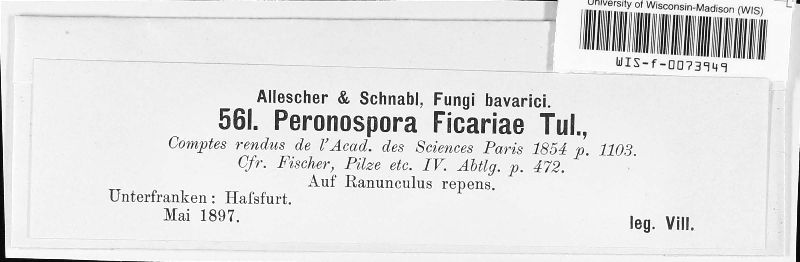 University of Wisconsin-Madison (WIS)
WIS-f-0073949
Allescher & Schnabl, Fungi bavarici.
561. Peronospora Ficariae Tul.,
Comptes rendus de l'Acad. des Sciences Paris 1854 p. 1103.
Cfr. Fischer, Pilze etc. IV. Abtlg. p. 472.
Auf Ranunculus repens.
Unterfranken: Haſsfurt.
Mai 1897.
leg. Vill.